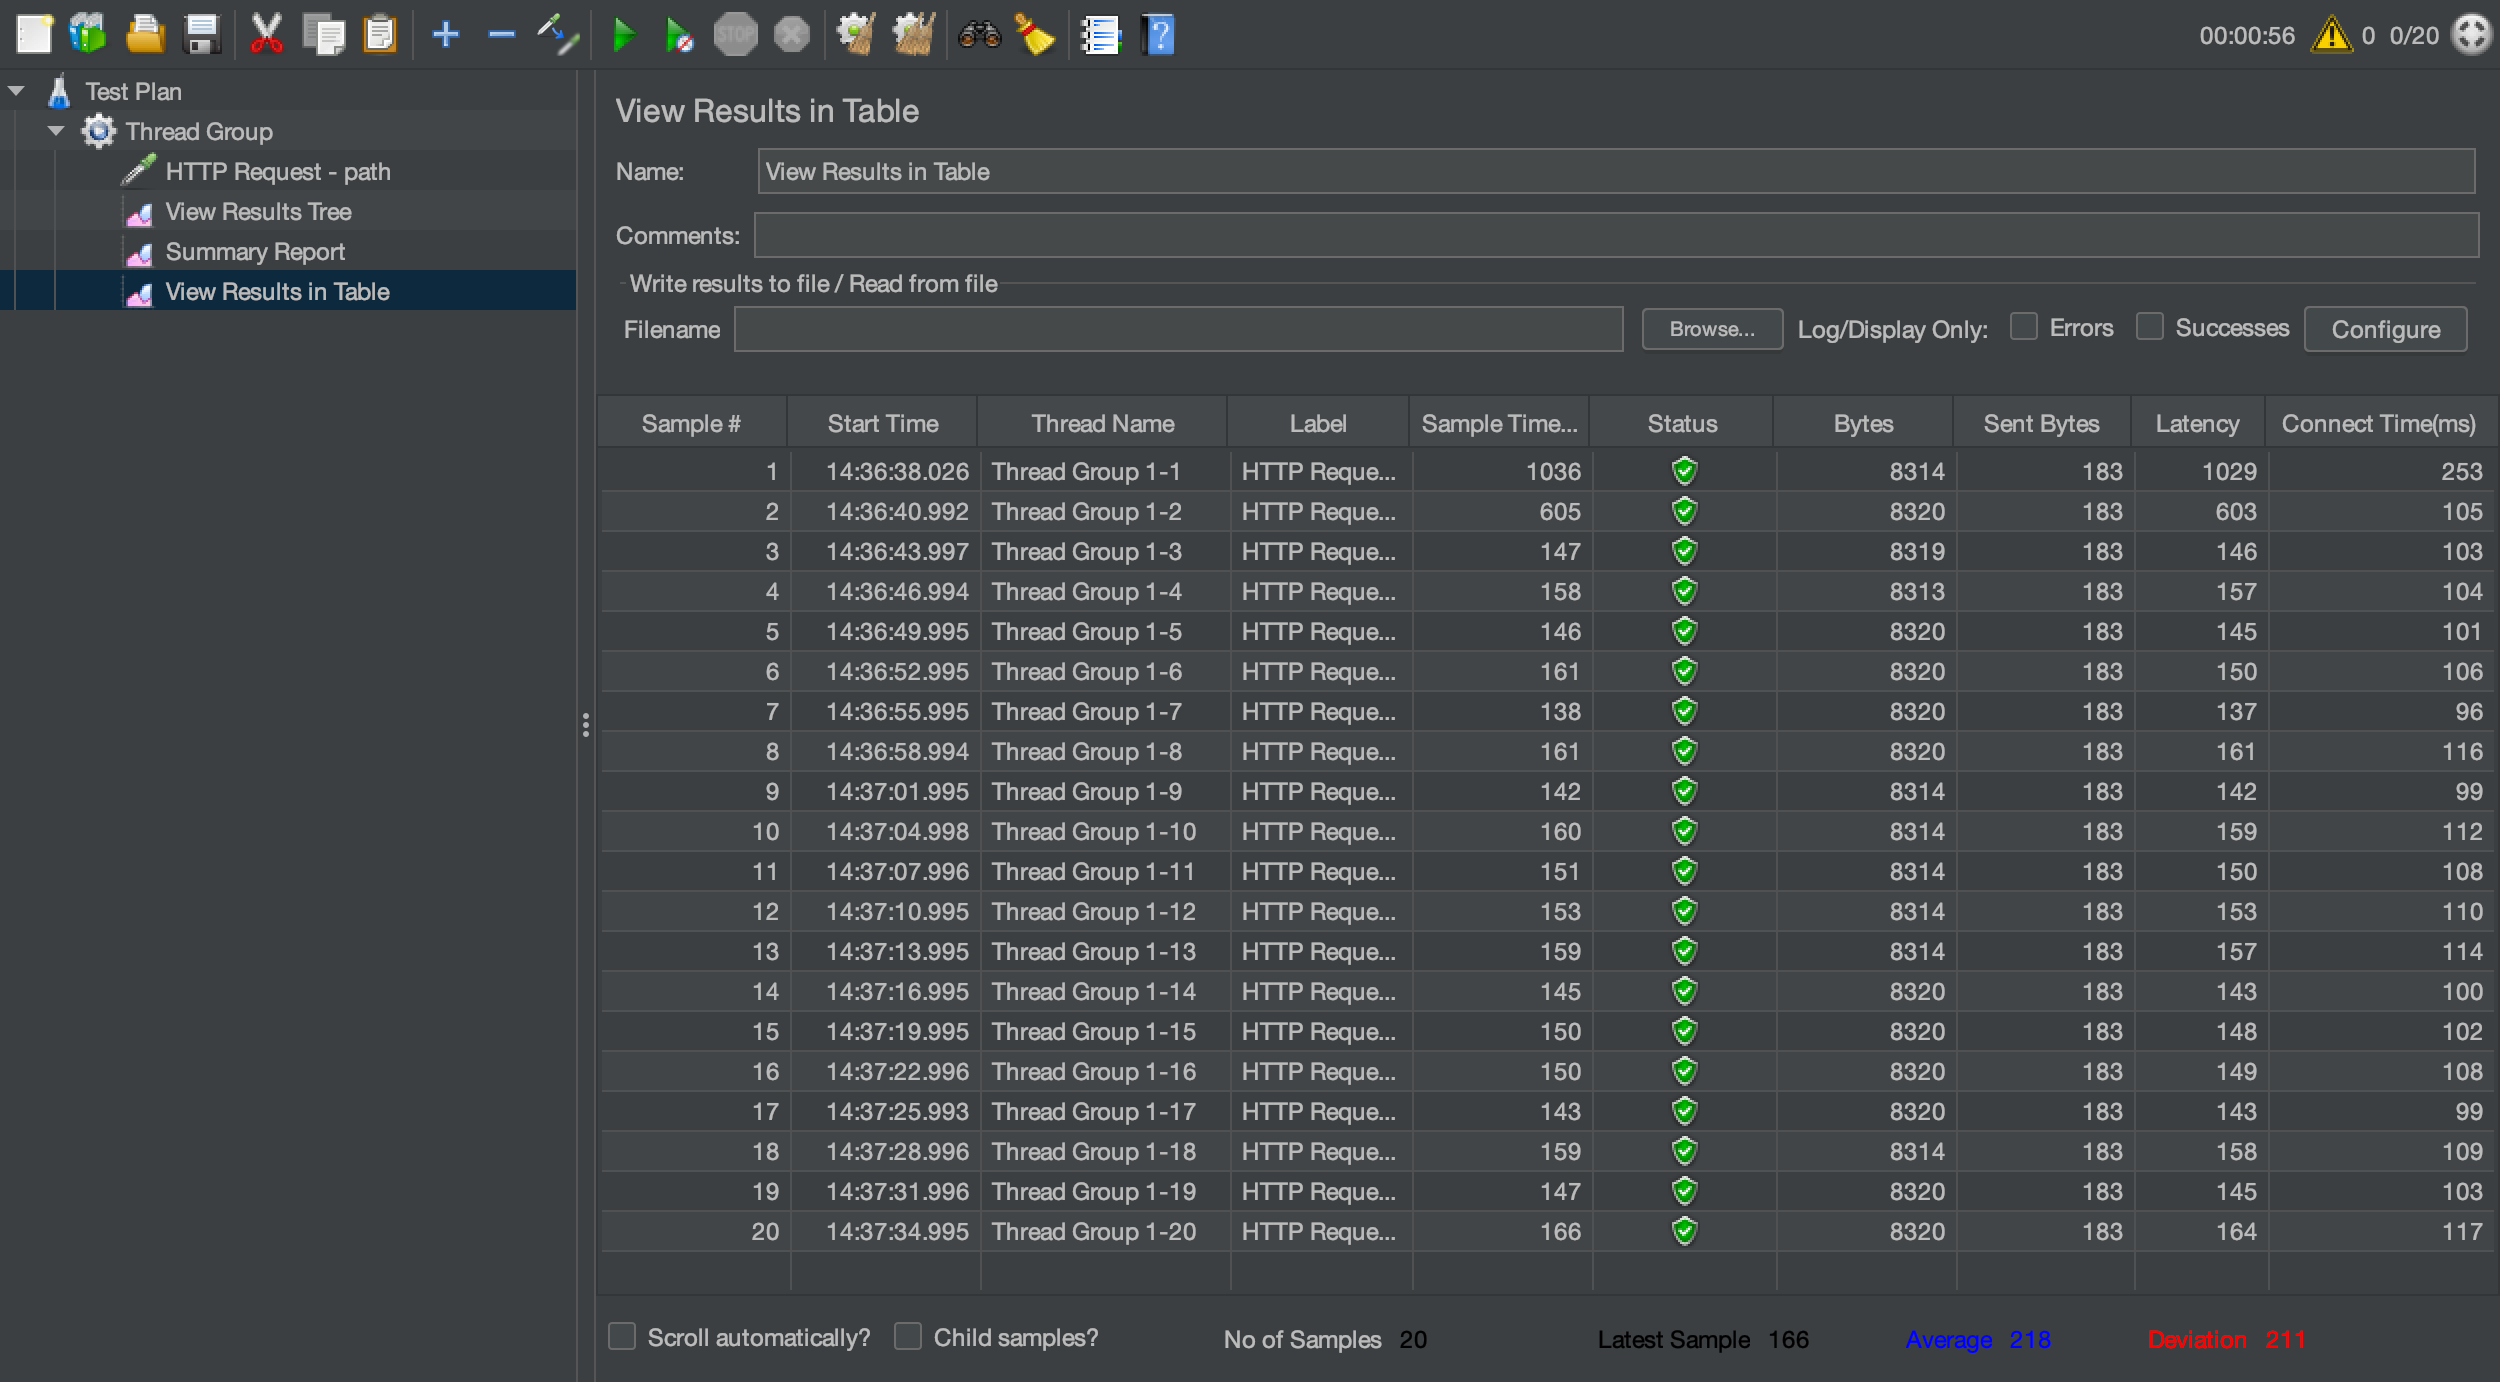 STOP
?
00:00:56 0 0/20
Test Plan
Thread Group
HTTP Request - path
View Results Tree
Summary Report
View Results in Table
View Results in Table
Name: View Results in Table
Comments:
Write results to file / Read from file
Filename Browse... Log/Display Only: Errors Successes Configure
Sample # Start Time Thread Name Label Sample Time... Status Bytes Sent Bytes Latency Connect Time(ms)
1 14:36:38.026 Thread Group 1-1 HTTP Reque... 1036 8314 183 1029 253
2 14:36:40.992 Thread Group 1-2 HTTP Reque... 605 8320 183 603 105
3 14:36:43.997 Thread Group 1-3 HTTP Reque... 147 8319 183 146 103
4 14:36:46.994 Thread Group 1-4 HTTP Reque... 158 8313 183 157 104
5 14:36:49.995 Thread Group 1-5 HTTP Reque... 146 8320 183 145 101
6 14:36:52.995 Thread Group 1-6 HTTP Reque... 161 8320 183 150 106
7 14:36:55.995 Thread Group 1-7 HTTP Reque... 138 8320 183 137 96
8 14:36:58.994 Thread Group 1-8 HTTP Reque... 161 8320 183 161 116
9 14:37:01.995 Thread Group 1-9 HTTP Reque... 142 8314 183 142 99
10 14:37:04.998 Thread Group 1-10 HTTP Reque... 160 8314 183 159 112
11 14:37:07.996 Thread Group 1-11 HTTP Reque... 151 8314 183 150 108
12 14:37:10.995 Thread Group 1-12 HTTP Reque... 153 8314 183 153 110
13 14:37:13.995 Thread Group 1-13 HTTP Reque... 159 8314 183 157 114
14 14:37:16.995 Thread Group 1-14 HTTP Reque... 145 8320 183 143 100
15 14:37:19.995 Thread Group 1-15 HTTP Reque... 150 8320 183 148 102
16 14:37:22.996 Thread Group 1-16 HTTP Reque... 150 8320 183 149 108
17 14:37:25.993 Thread Group 1-17 HTTP Reque... 143 8320 183 143 99
18 14:37:28.996 Thread Group 1-18 HTTP Reque... 159 8314 183 158 109
19 14:37:31.996 Thread Group 1-19 HTTP Reque... 147 8320 183 145 103
20 14:37:34.995 Thread Group 1-20 HTTP Reque... 166 8320 183 164 117
Scroll automatically? Child samples? No of Samples 20 Latest Sample 166 Average 218 Deviation 211